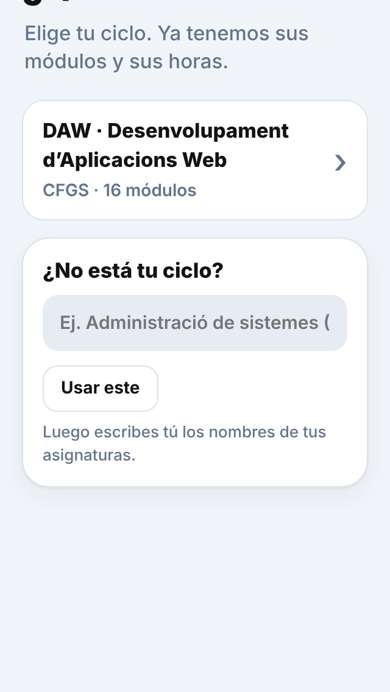 Elige tu ciclo. Ya tenemos sus
módulos y sus horas.
DAW · Desenvolupament
d’Aplicacions Web
CFGS · 16 módulos
¿No está tu ciclo?
Ej. Administració de sistemes (
Usar este
Luego escribes tú los nombres de tus
asignaturas.